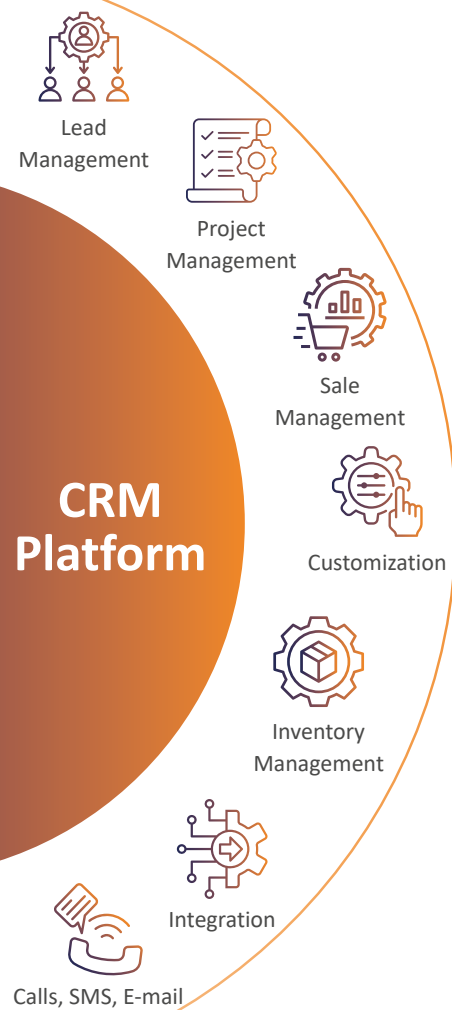 Lead
Management
Project
Management
Sale
Management
CRM
Platform
Customization
Inventory
Management
Integration
Calls, SMS, E-mail